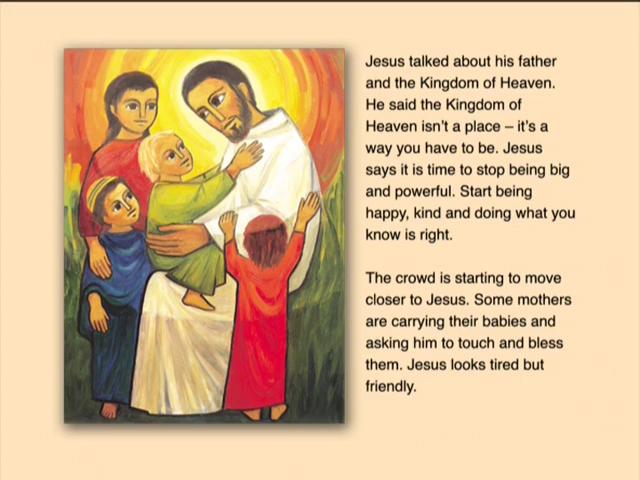 Jesus talked about his father
and the Kingdom of Heaven.
He said the Kingdom of
Heaven isn't a place – it's a
way you have to be. Jesus
says it is time to stop being big
and powerful. Start being
happy, kind and doing what you
know is right.
The crowd is starting to move
closer to Jesus. Some mothers
are carrying their babies and
asking him to touch and bless
them. Jesus looks tired but
friendly.